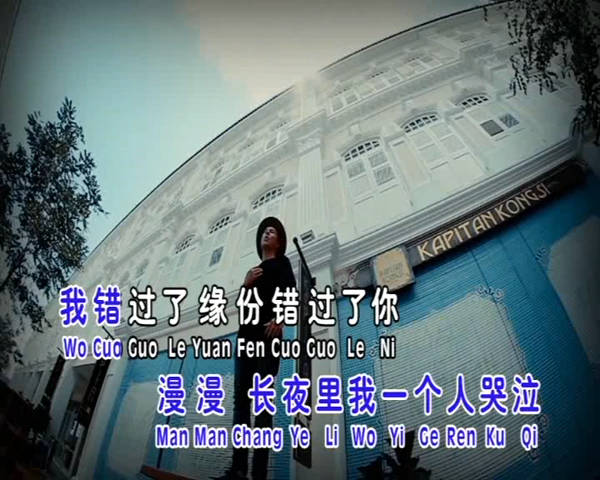 KAPITAN KONGSI
我错过了缘份错过了你
Wo Cuo Guo Le Yuan Fen Cuo Guo Le Ni
漫漫 长夜里我一个人哭泣
Man Man Chang Ye Li Wo Yi Ge Ren Ku Qi